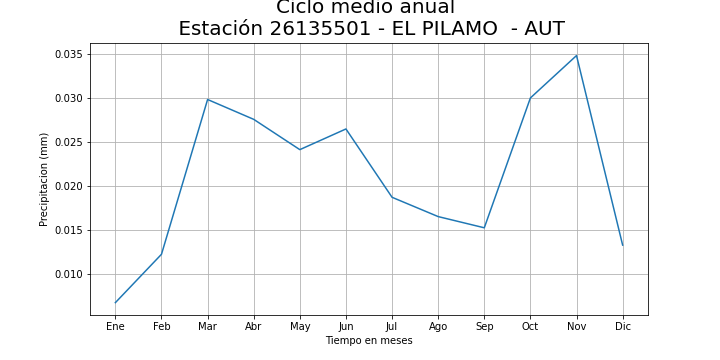 Ciclo medio anual
Estación 26135501 - EL PILAMO  - AUT
0.035
0.030
0.025
0.020
0.015
0.010
Precipitacion (mm)
Ene Feb Mar Abr May Jun Jul Ago Sep Oct Nov Dic
Tiempo en meses